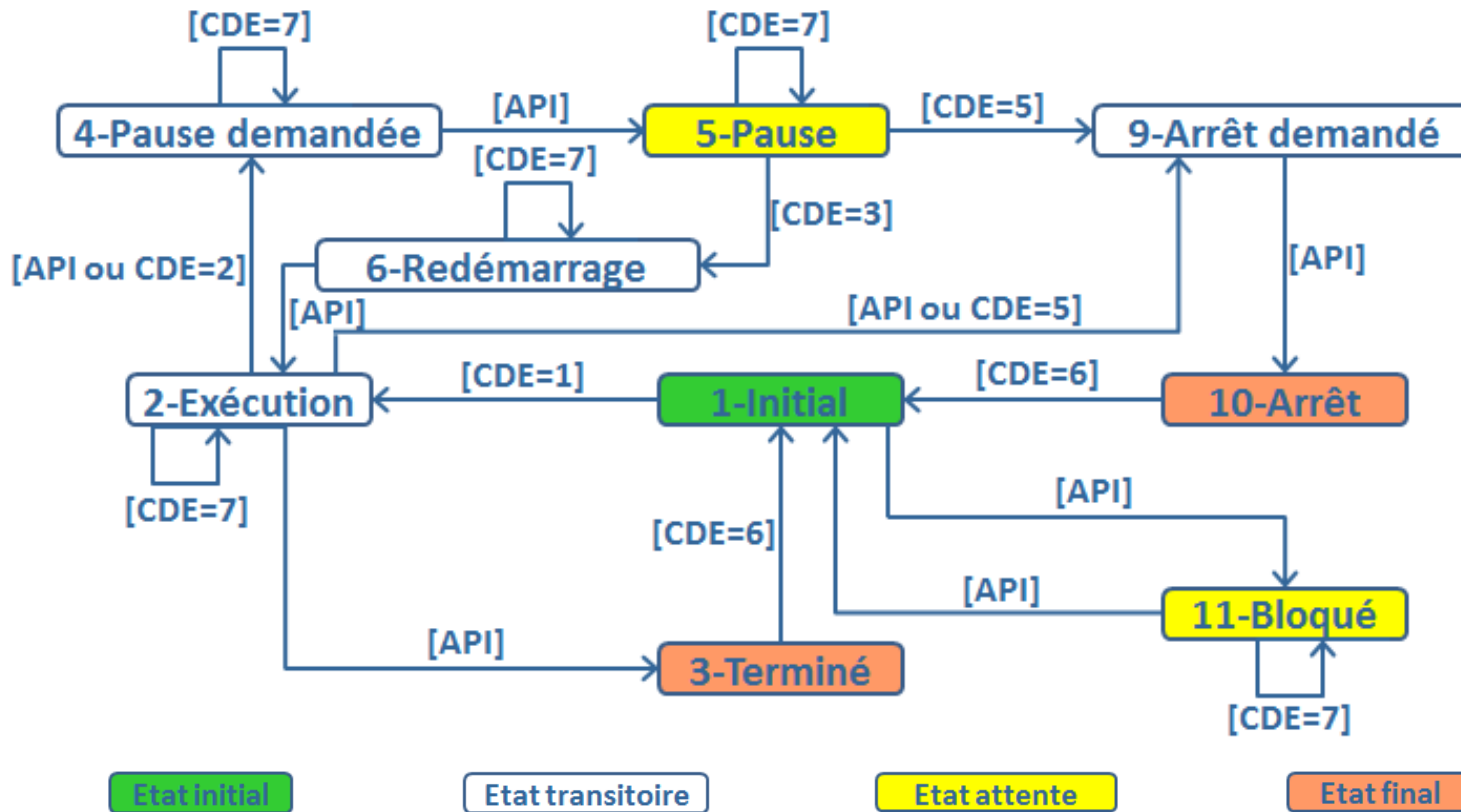 [CDE=7]
[CDE=7]
4-Pause demandée
[API]
5-Pause
[CDE=5]
9-Arrêt demandé
[CDE=7]
[CDE=3]
[API ou CDE=2]
6-Redémarrage
[API]
[API]
[API ou CDE=5]
2-Exécution
[CDE=1]
1-Initial
[CDE=6]
10-Arrêt
[CDE=7]
[CDE=6]
[API]
[API]
11-Bloqué
[API]
3-Terminé
[CDE=7]
Etat initial
Etat transitoire
Etat attente
Etat final